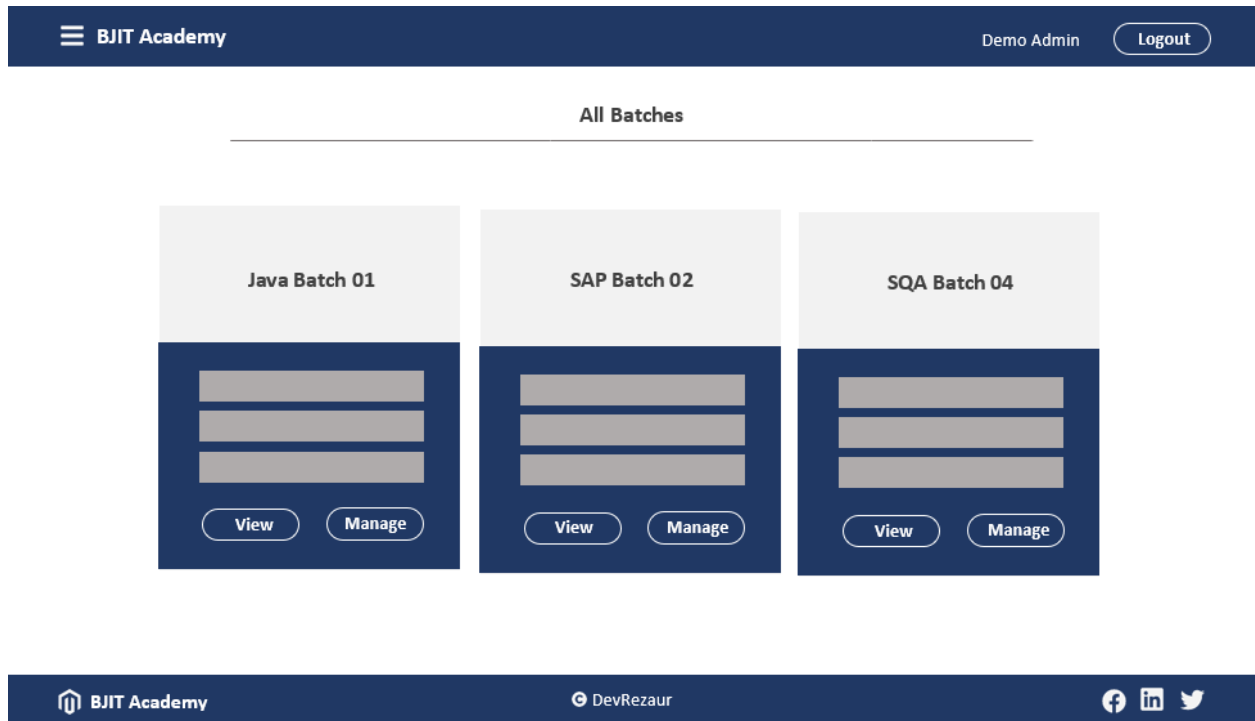 BJIT Academy
Demo Admin
Logout
All Batches
Java Batch 01
SAP Batch 02
SQA Batch 04
View
Manage
View
Manage
View
Manage
BJIT Academy
© DevRezaur